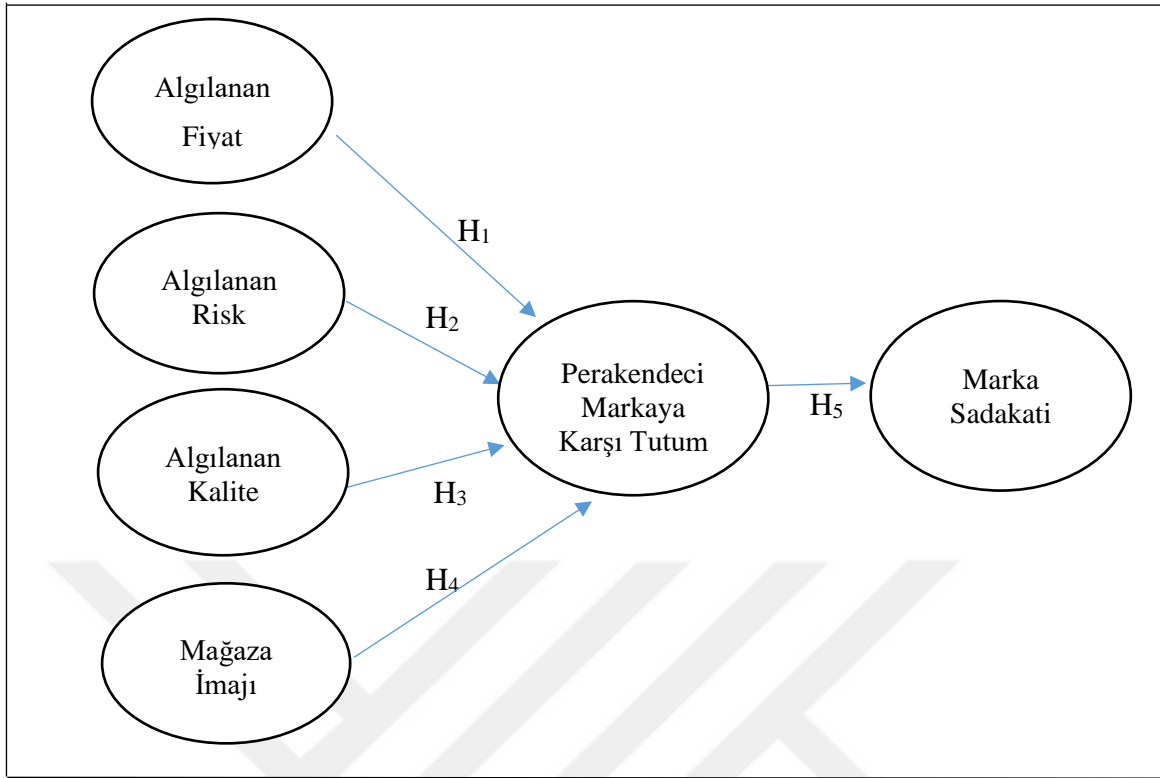 Algılanan
Fiyat
H₁
Algılanan
Risk
H₂
Perakendeci
Markaya
Karşı Tutum
H₅
Marka
Sadakati
Algılanan
Kalite
H₃
H₄
Mağaza
İmajı